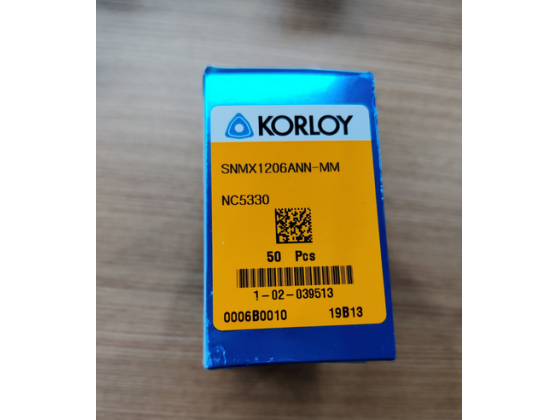 KORLOY
SNMX1206ANN-MM
NC5330
50 Pcs
1-02-039513
0006B0010 19B13